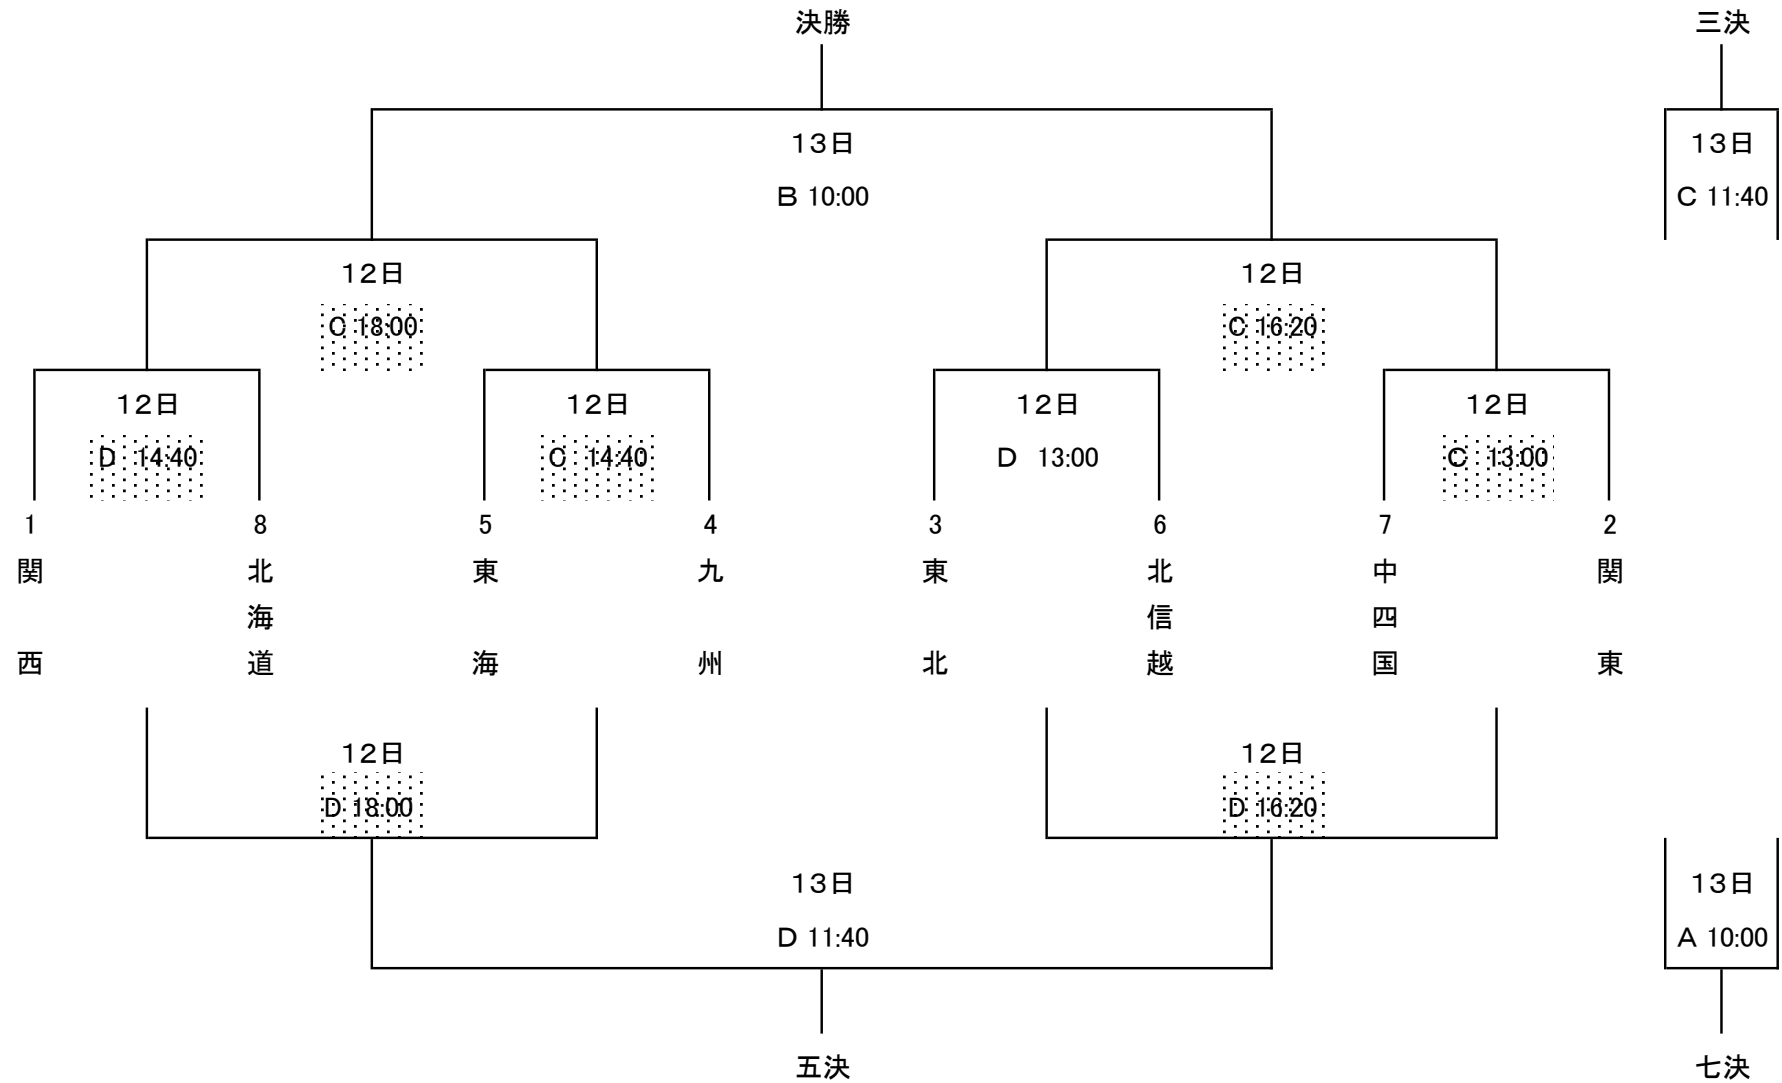 決勝
三決
13日
13日
B 10:00
C 11:40
12日
12日
C 18:00
C 16:20
12日
12日
12日
12日
D 14:40
C 14:40
D 13:00
C 13:00
1
8
5
4
3
6
7
2
関西
北海道
東海
九州
東北
北信越
中四国
関東
12日
12日
D 18:00
D 16:20
13日
13日
D 11:40
A 10:00
五決
七決